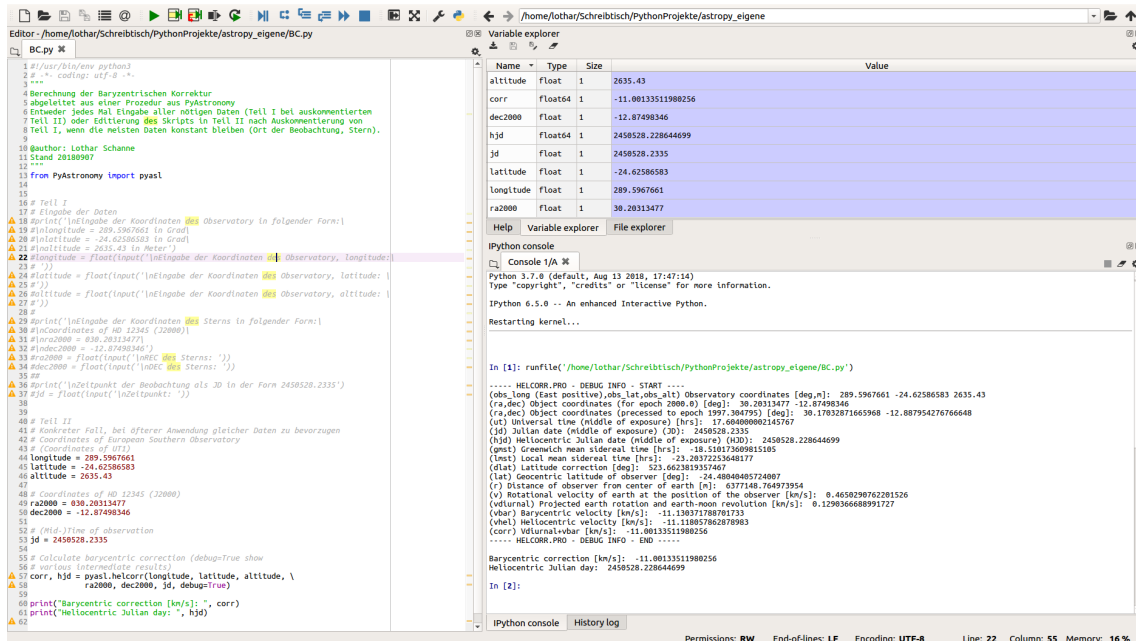 /home/lothar/Schreibtisch/PythonProjekte/astropy_eigene
Editor - /home/lothar/Schreibtisch/PythonProjekte/astropy_eigene/BC.py
BC.py
1 #!/usr/bin/env python3
2 # -*- coding: utf-8 -*-
3 """
4 Berechnung der Baryzentrischen Korrektur
5 abgeleitet aus einer Prozedur aus PyAstronomy
6 Entweder jedes Mal Eingabe aller nötigen Daten (Teil I bei auskommentiertem
7 Teil II) oder Editierung des Skripts in Teil II nach Auskommentierung von
8 Teil I, wenn die meisten Daten konstant bleiben (Ort der Beobachtung, Stern).
9
10 @author: Lothar Schanne
11 Stand 20180907
12 """
13 from PyAstronomy import pyasl
14
15
16 # Teil I
17 # Eingabe der Daten
18 #print('\nEingabe der Koordinaten des Observatory in folgender Form:\
19 #\nlongitude = 289.5967661 in Grad\
20 #\nlatitude = -24.62586583 in Grad\
21 #\naltitude = 2635.43 in Meter')
22 #longitude = float(input('\nEingabe der Koordinaten des Observatory, longitude:\
23 # '))
24 #latitude = float(input('\nEingabe der Koordinaten des Observatory, latitude: \
25 #'))
26 #altitude = float(input('\nEingabe der Koordinaten des Observatory, altitude: \
27 #'))
28 #
29 #print('\nEingabe der Koordinaten des Sterns in folgender Form:\
30 #\nCoordinates of HD 12345 (J2000)\
31 #\nra2000 = 030.20313477\
32 #\ndec2000 = -12.87498346')
33 #ra2000 = float(input('\nREC des Sterns: '))
34 #dec2000 = float(input('\nDEC des Sterns: '))
35 ##
36 #print('\nZeitpunkt der Beobachtung als JD in der Form 2450528.2335')
37 #jd = float(input('\nZeitpunkt: '))
38
39
40 # Teil II
41 # Konkreter Fall, bei öfterer Anwendung gleicher Daten zu bevorzugen
42 # Coordinates of European Southern Observatory
43 # (Coordinates of UT1)
44 longitude = 289.5967661
45 latitude = -24.62586583
46 altitude = 2635.43
47
48 # Coordinates of HD 12345 (J2000)
49 ra2000 = 030.20313477
50 dec2000 = -12.87498346
51
52 # (Mid-)Time of observation
53 jd = 2450528.2335
54
55 # Calculate barycentric correction (debug=True show
56 # various intermediate results)
57 corr, hjd = pyasl.helcorr(longitude, latitude, altitude, \
58 ra2000, dec2000, jd, debug=True)
59
60 print("Barycentric correction [km/s]: ", corr)
61 print("Heliocentric Julian day: ", hjd)
62
Variable explorer
Name Type Size Value
altitude float 1 2635.43
corr float64 1 -11.00133511980256
dec2000 float 1 -12.87498346
hjd float64 1 2450528.228644699
jd float 1 2450528.2335
latitude float 1 -24.62586583
longitude float 1 289.5967661
ra2000 float 1 30.20313477
Help Variable explorer File explorer
IPython console
Console 1/A
Python 3.7.0 (default, Aug 13 2018, 17:47:14)
Type "copyright", "credits" or "license" for more information.
IPython 6.5.0 -- An enhanced Interactive Python.
Restarting kernel...
In [1]: runfile('/home/lothar/Schreibtisch/PythonProjekte/astropy_eigene/BC.py')
----- HELCORR.PRO - DEBUG INFO - START ----
(obs_long (East positive),obs_lat,obs_alt) Observatory coordinates [deg,m]: 289.5967661 -24.62586583 2635.43
(ra,dec) Object coordinates (for epoch 2000.0) [deg]: 30.20313477 -12.87498346
(ra,dec) Object coordinates (precessed to epoch 1997.304795) [deg]: 30.17032871665968 -12.887954276766648
(ut) Universal time (middle of exposure) [hrs]: 17.604000002145767
(jd) Julian date (middle of exposure) (JD): 2450528.2335
(hjd) Heliocentric Julian date (middle of exposure) (HJD): 2450528.228644699
(gmst) Greenwich mean sidereal time [hrs]: -18.510173609815105
(lmst) Local mean sidereal time [hrs]: -23.20372253648177
(dlat) Latitude correction [deg]: 523.6623819357467
(lat) Geocentric latitude of observer [deg]: -24.48040405724007
(r) Distance of observer from center of earth [m]: 6377148.764973954
(v) Rotational velocity of earth at the position of the observer [km/s]: 0.4650290762201526
(vdiurnal) Projected earth rotation and earth-moon revolution [km/s]: 0.1290366688991727
(vbar) Barycentric velocity [km/s]: -11.130371788701733
(vhel) Heliocentric velocity [km/s]: -11.118057862878983
(corr) Vdiurnal+vbar [km/s]: -11.00133511980256
----- HELCORR.PRO - DEBUG INFO - END -----
Barycentric correction [km/s]: -11.00133511980256
Heliocentric Julian day: 2450528.228644699
In [2]:
IPython console History log
Permissions: RW End-of-lines: LF Encoding: UTF-8 Line: 22 Column: 55 Memory: 16 %